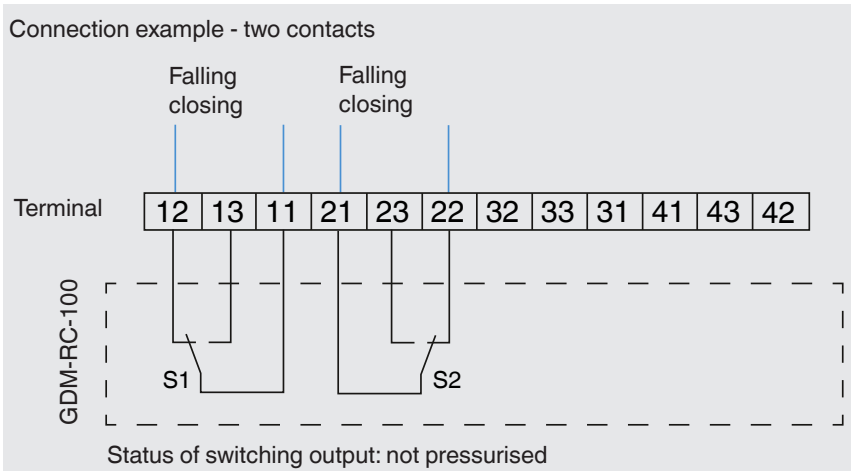 Connection example - two contacts
Falling closing
Falling closing
Terminal
12 13 11 21 23 22 32 33 31 41 43 42
GDM-RC-100
S1
S2
Status of switching output: not pressurised